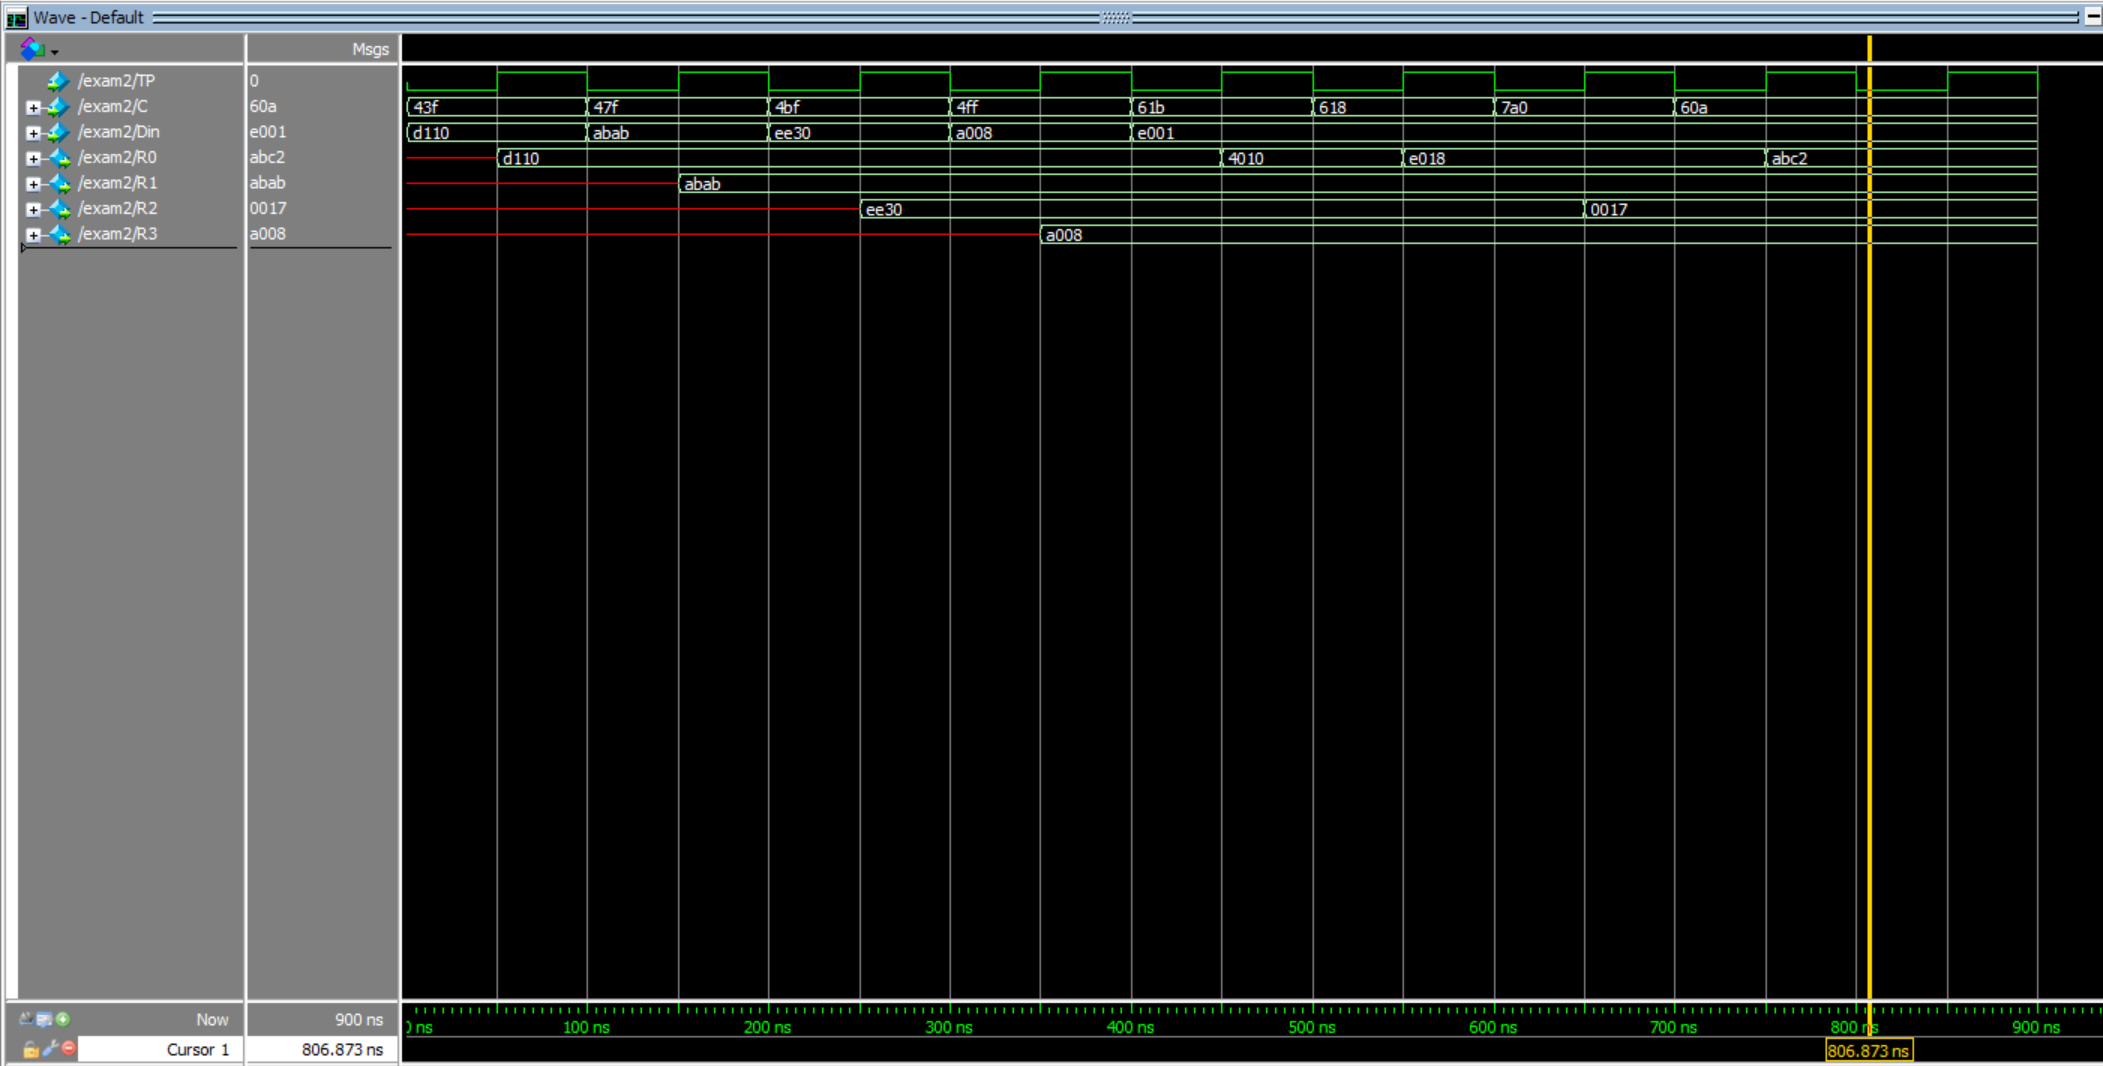 Wave - Default
Msgs
/exam2/TP 0
/exam2/C 60a 43f 47f 4bf 4ff 61b 618 7a0 60a
/exam2/Din e001 d110 abab ee30 a008 e001
/exam2/R0 abc2 d110 4010 e018 abc2
/exam2/R1 abab abab
/exam2/R2 0017 ee30 0017
/exam2/R3 a008 a008
Now 900 ns ns 100 ns 200 ns 300 ns 400 ns 500 ns 600 ns 700 ns 800 ns 900 ns
Cursor 1 806.873 ns 806.873 ns